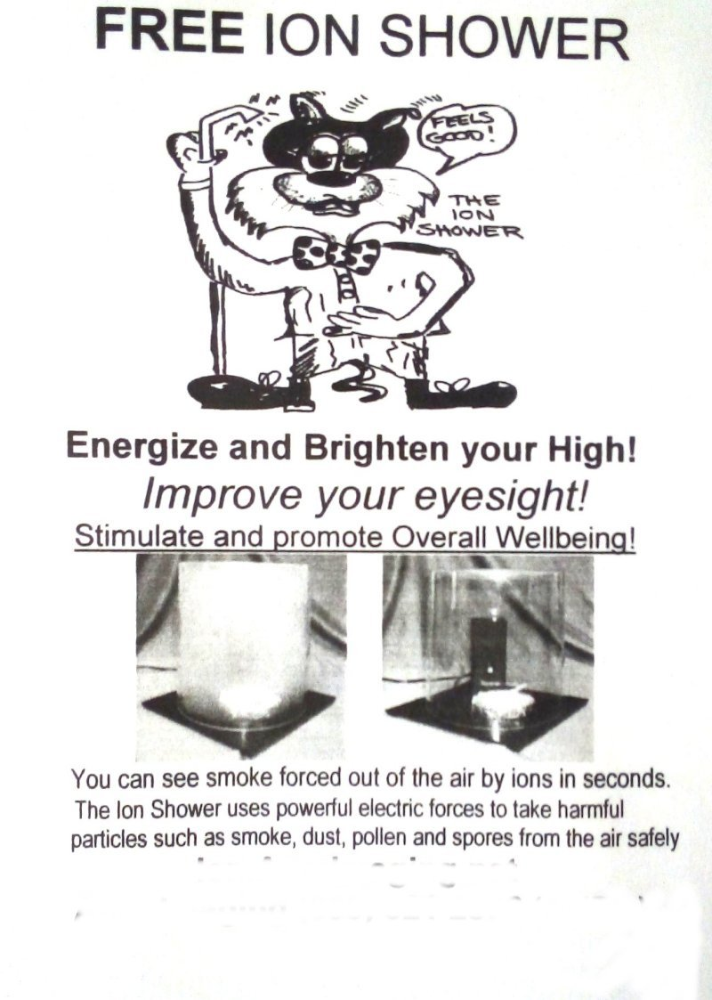 FREE ION SHOWER
FEELS
GOOD!
THE
ION
SHOWER
Energize and Brighten your High!
Improve your eyesight!
Stimulate and promote Overall Wellbeing!
You can see smoke forced out of the air by ions in seconds.
The Ion Shower uses powerful electric forces to take harmful
particles such as smoke, dust, pollen and spores from the air safely